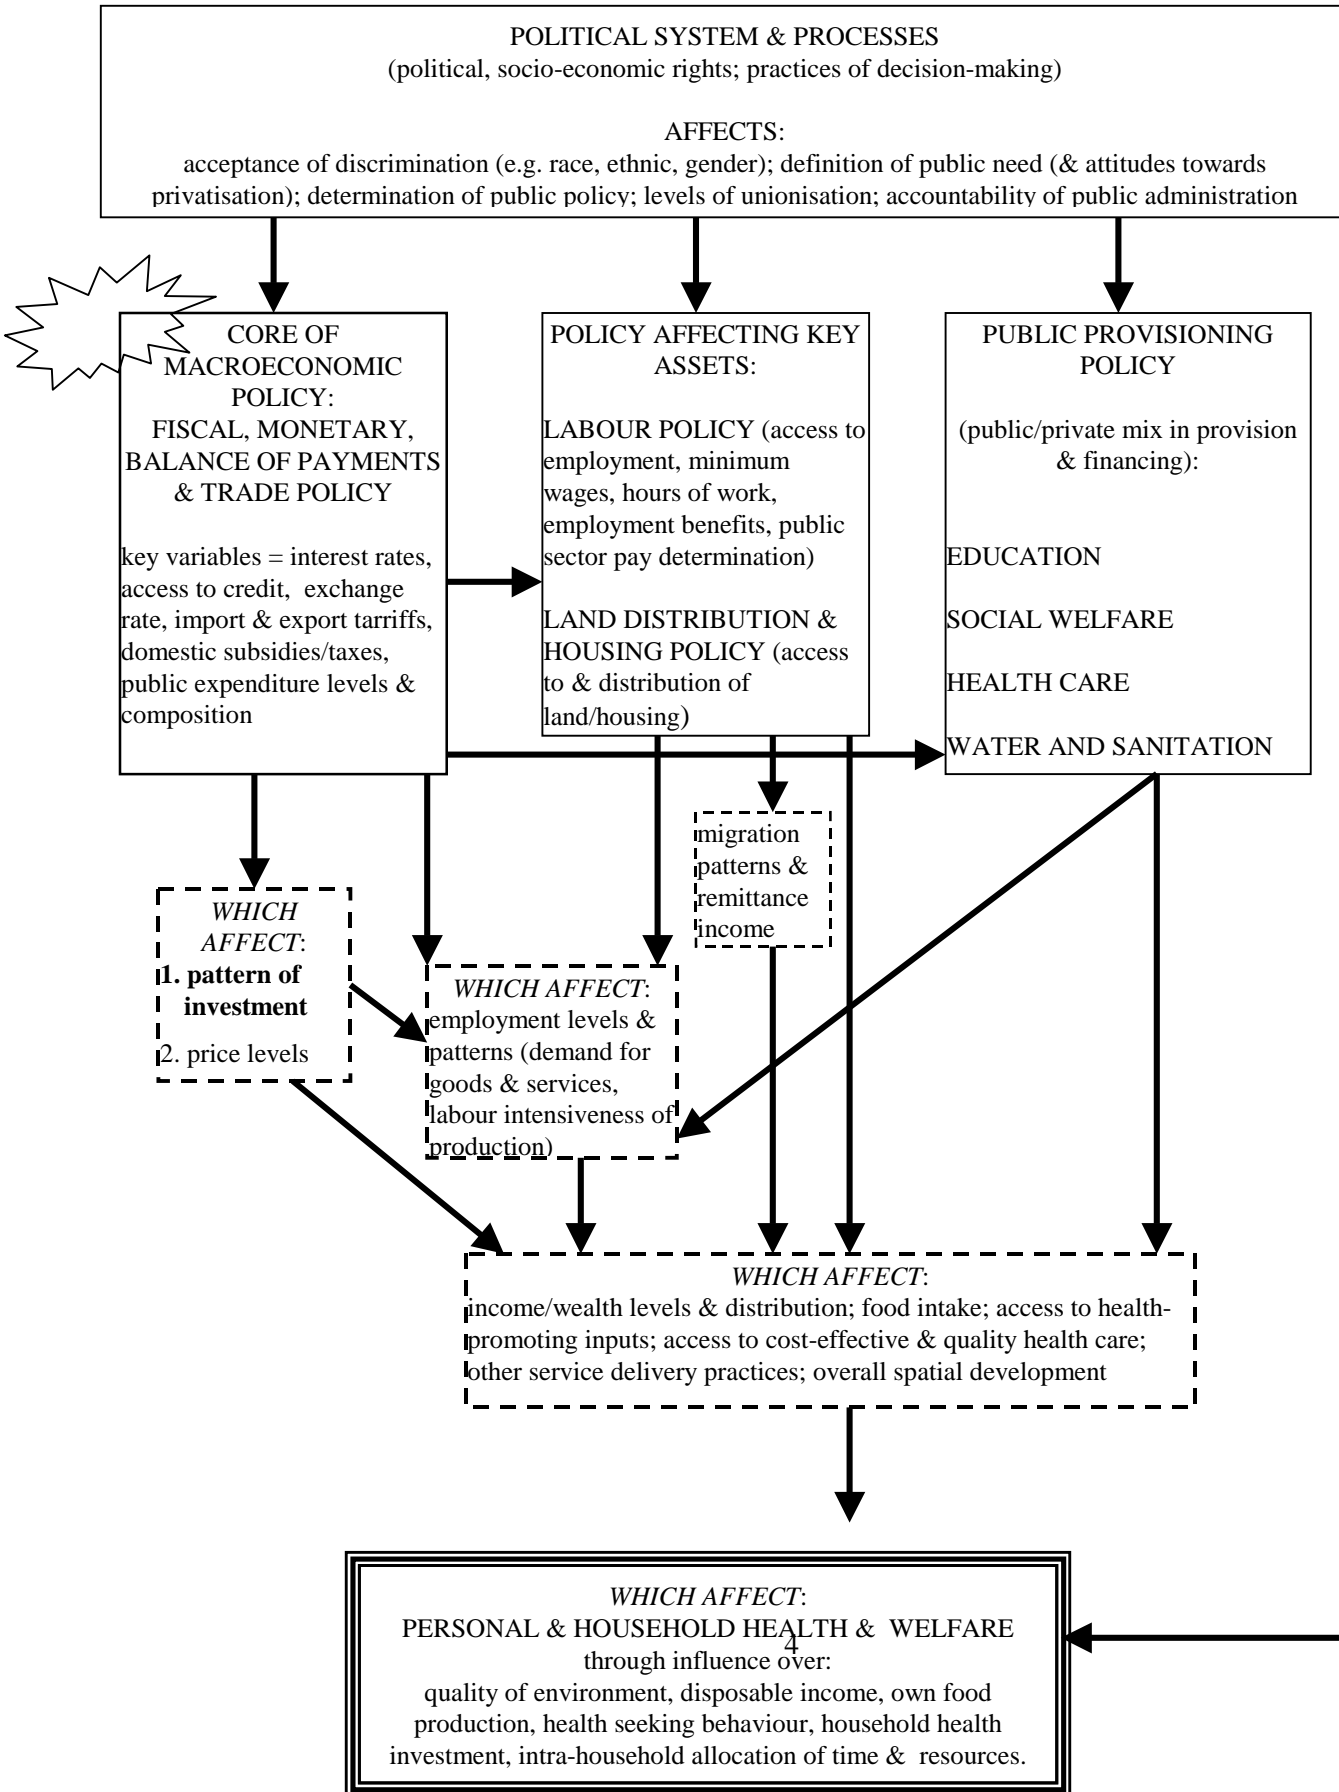 POLITICAL SYSTEM & PROCESSES
(political, socio-economic rights; practices of decision-making)
AFFECTS:
acceptance of discrimination (e.g. race, ethnic, gender); definition of public need (& attitudes towards
privatisation); determination of public policy; levels of unionisation; accountability of public administration
CORE OF
MACROECONOMIC
POLICY:
FISCAL, MONETARY,
BALANCE OF PAYMENTS
& TRADE POLICY
key variables = interest rates,
access to credit, exchange
rate, import & export tarriffs,
domestic subsidies/taxes,
public expenditure levels &
composition
POLICY AFFECTING KEY
ASSETS:
LABOUR POLICY (access to
employment, minimum
wages, hours of work,
employment benefits, public
sector pay determination)
LAND DISTRIBUTION &
HOUSING POLICY (access
to & distribution of
land/housing)
PUBLIC PROVISIONING
POLICY
(public/private mix in provision
& financing):
EDUCATION
SOCIAL WELFARE
HEALTH CARE
WATER AND SANITATION
migration
patterns &
remittance
income
WHICH
AFFECT:
1. pattern of
investment
2. price levels
WHICH AFFECT:
employment levels &
patterns (demand for
goods & services,
labour intensiveness of
production)
WHICH AFFECT:
income/wealth levels & distribution; food intake; access to health-
promoting inputs; access to cost-effective & quality health care;
other service delivery practices; overall spatial development
WHICH AFFECT:
PERSONAL & HOUSEHOLD HEALTH & WELFARE
4
through influence over:
quality of environment, disposable income, own food
production, health seeking behaviour, household health
investment, intra-household allocation of time & resources.